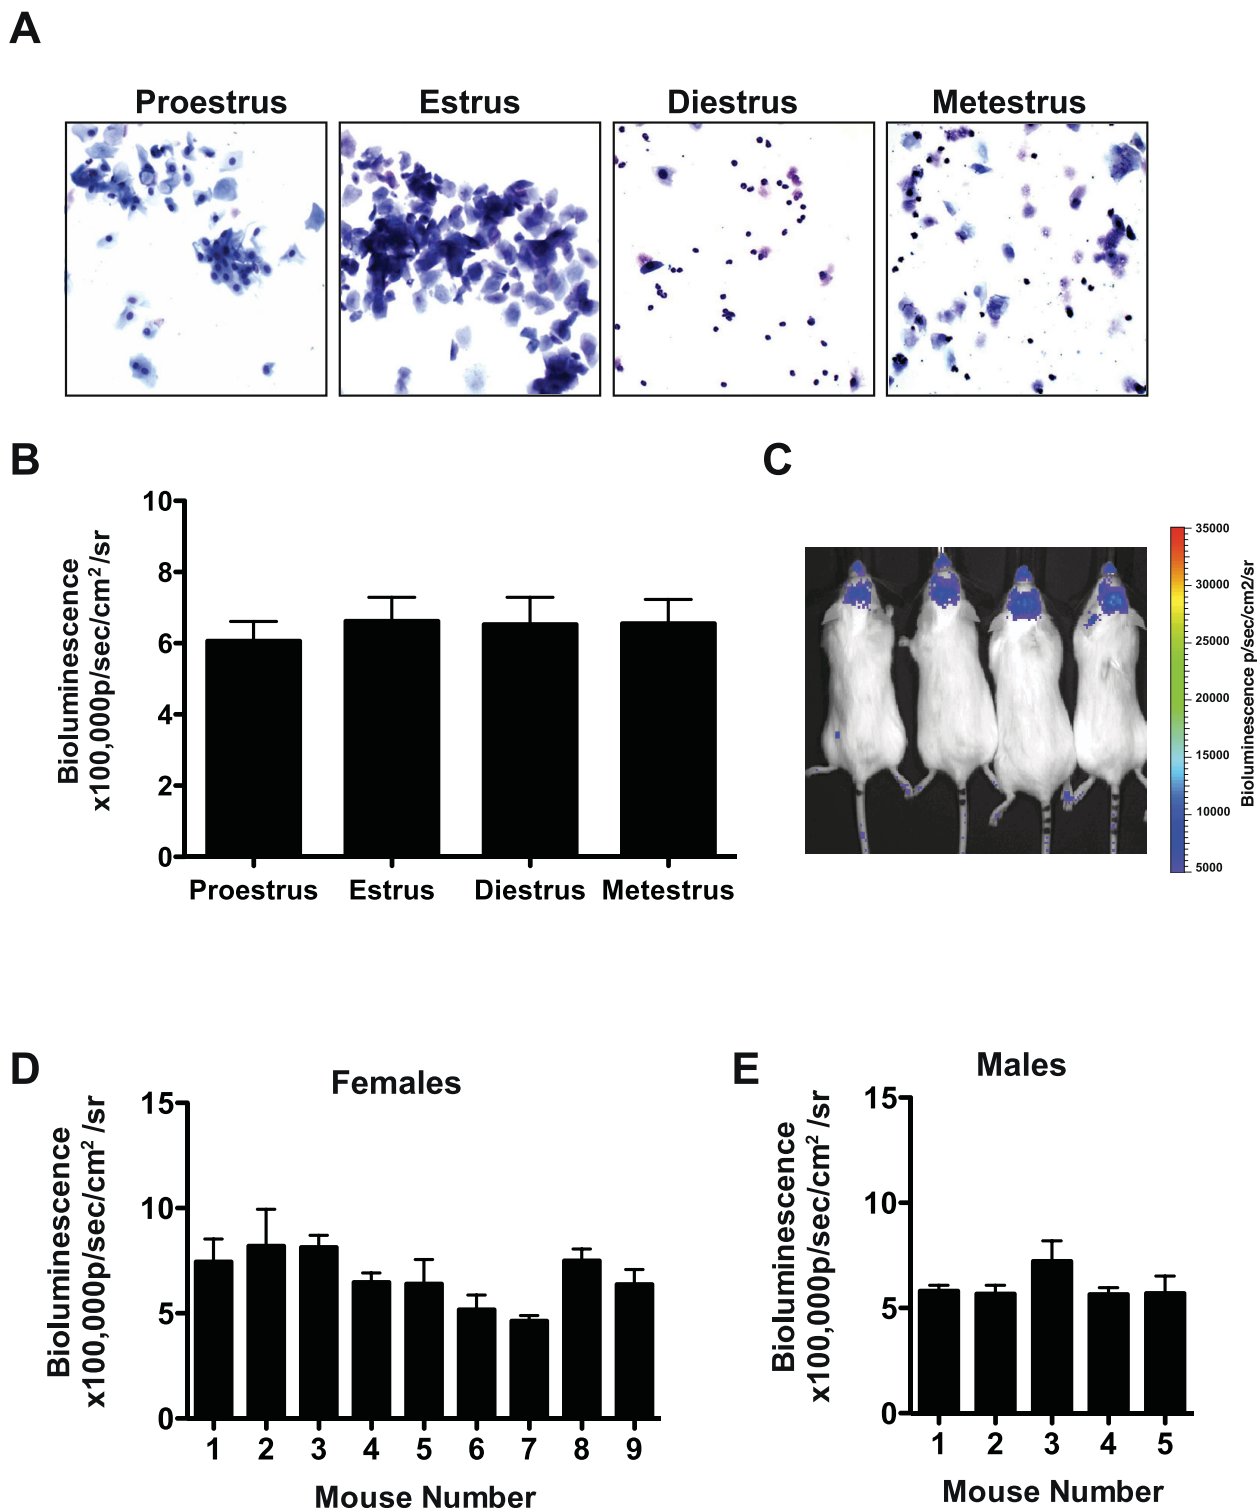 A
Proestrus Estrus Diestrus Metestrus
B
Bioluminescence
x100,000p/sec/cm² /sr
10
8
6
4
2
0
Proestrus Estrus Diestrus Metestrus
C
35000
30000
25000
20000
15000
10000
5000
Bioluminescence p/sec/cm2/sr
D
Females
Bioluminescence
x100,000p/sec/cm² /sr
15
10
5
0
1 2 3 4 5 6 7 8 9
Mouse Number
E
Males
Bioluminescence
x100,000p/sec/cm² /sr
15
10
5
0
1 2 3 4 5
Mouse Number